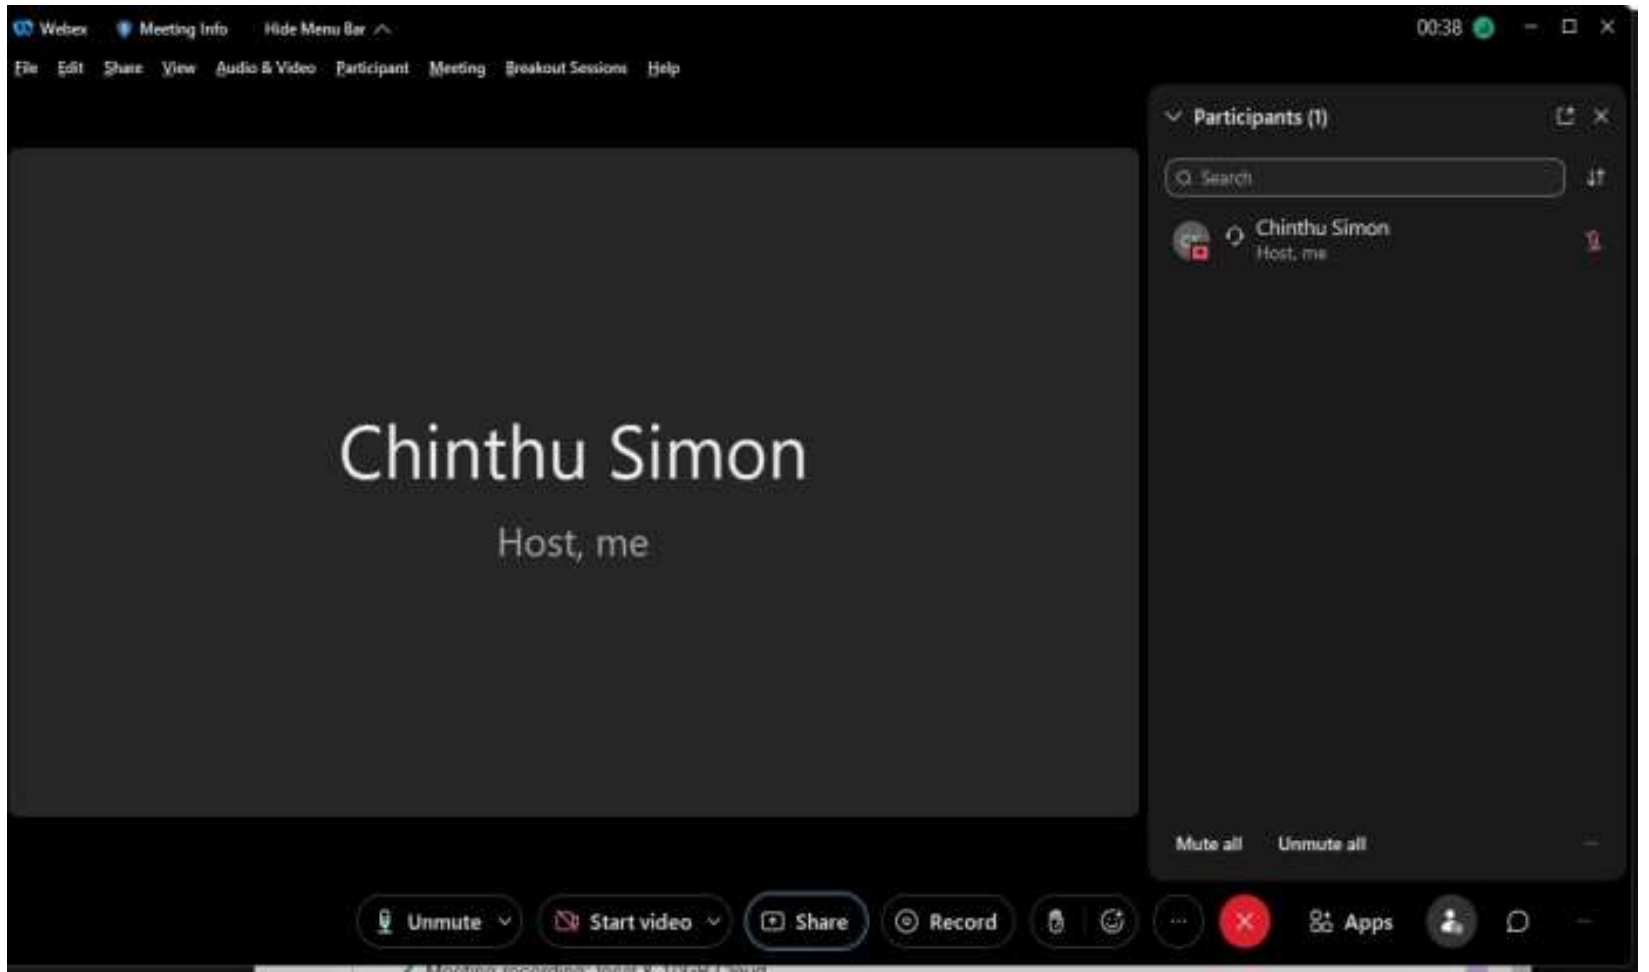 Webex Meeting Info Hide Menu Bar 00:38
File Edit Share View Audio & Video Participant Meeting Breakout Sessions Help
Participants (1)
Search
Chinthu Simon
Host, me
Chinthu Simon
Host, me
Mute all Unmute all
Unmute Start video Share Record Apps